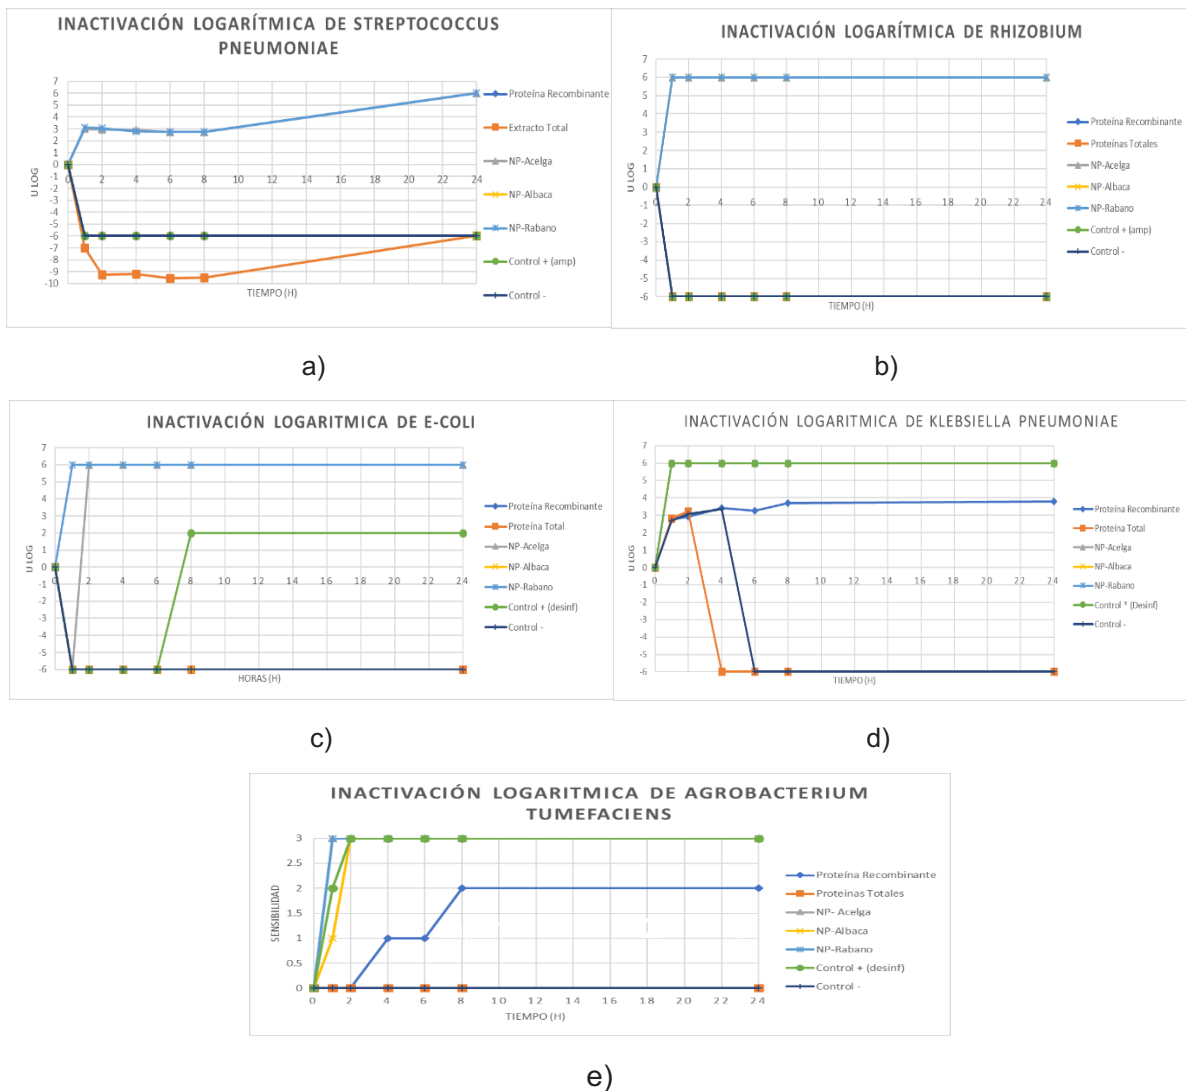 INACTIVACIÓN LOGARÍTMICA DE STREPTOCOCCUS
PNEUMONIAE
7
6
5
4
3
2
1
0
-1
-2
-3
-4
-5
-6
-7
-8
-9
-10
U LOG
0 2 4 6 8 10 12 14 16 18 20 22 24
TIEMPO (H)
Proteína Recombinante
Extracto Total
NP-Acelga
NP-Albaca
NP-Rabano
Control + (amp)
Control -
a)
INACTIVACIÓN LOGARÍTMICA DE RHIZOBIUM
7
6
5
4
3
2
1
0
-1
-2
-3
-4
-5
-6
U LOG
0 2 4 6 8 10 12 14 16 18 20 22 24
TIEMPO (H)
Proteína Recombinante
Proteínas Totales
NP-Acelga
NP-Albaca
NP-Rabano
Control + (amp)
Control -
b)
INACTIVACIÓN LOGARITMICA DE E-COLI
7
6
5
4
3
2
1
0
-1
-2
-3
-4
-5
-6
U LOG
0 2 4 6 8 10 12 14 16 18 20 22 24
HORAS (H)
Proteína Recombinante
Proteína Total
NP-Acelga
NP-Albaca
NP-Rabano
Control + (desinf)
Control -
c)
INACTIVACIÓN LOGARITMICA DE KLEBSIELLA PNEUMONIAE
7
6
5
4
3
2
1
0
-1
-2
-3
-4
-5
-6
U LOG
0 2 4 6 8 10 12 14 16 18 20 22 24
TIEMPO (H)
Proteína Recombinante
Proteína Total
NP-Acelga
NP-Albaca
NP-Rabano
Control * (Desinf)
Control -
d)
INACTIVACIÓN LOGARITMICA DE AGROBACTERIUM
TUMEFACIENS
3
2.5
2
1.5
1
0.5
0
SENSIBILIDAD
0 2 4 6 8 10 12 14 16 18 20 22 24
TIEMPO (H)
Proteína Recombinante
Proteinas Totales
NP- Acelga
NP-Albaca
NP-Rabano
Control + (desinf)
Control -
e)